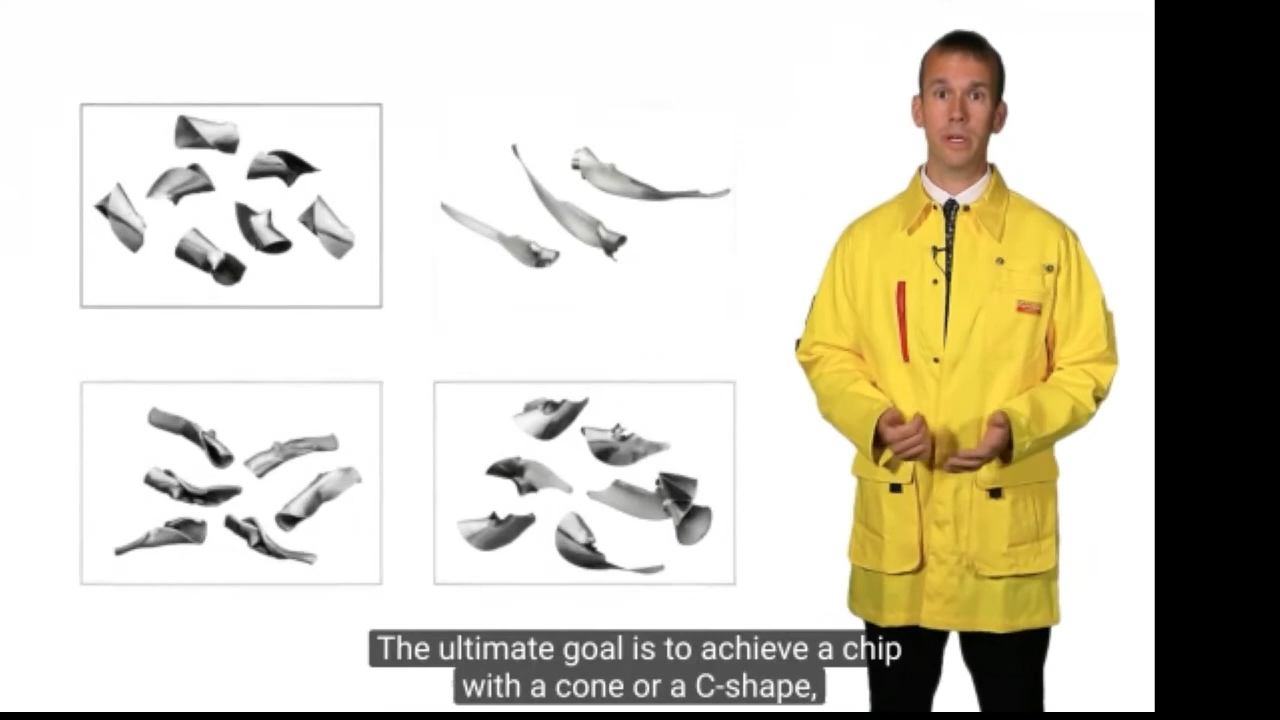 The ultimate goal is to achieve a chip
with a cone or a C-shape,